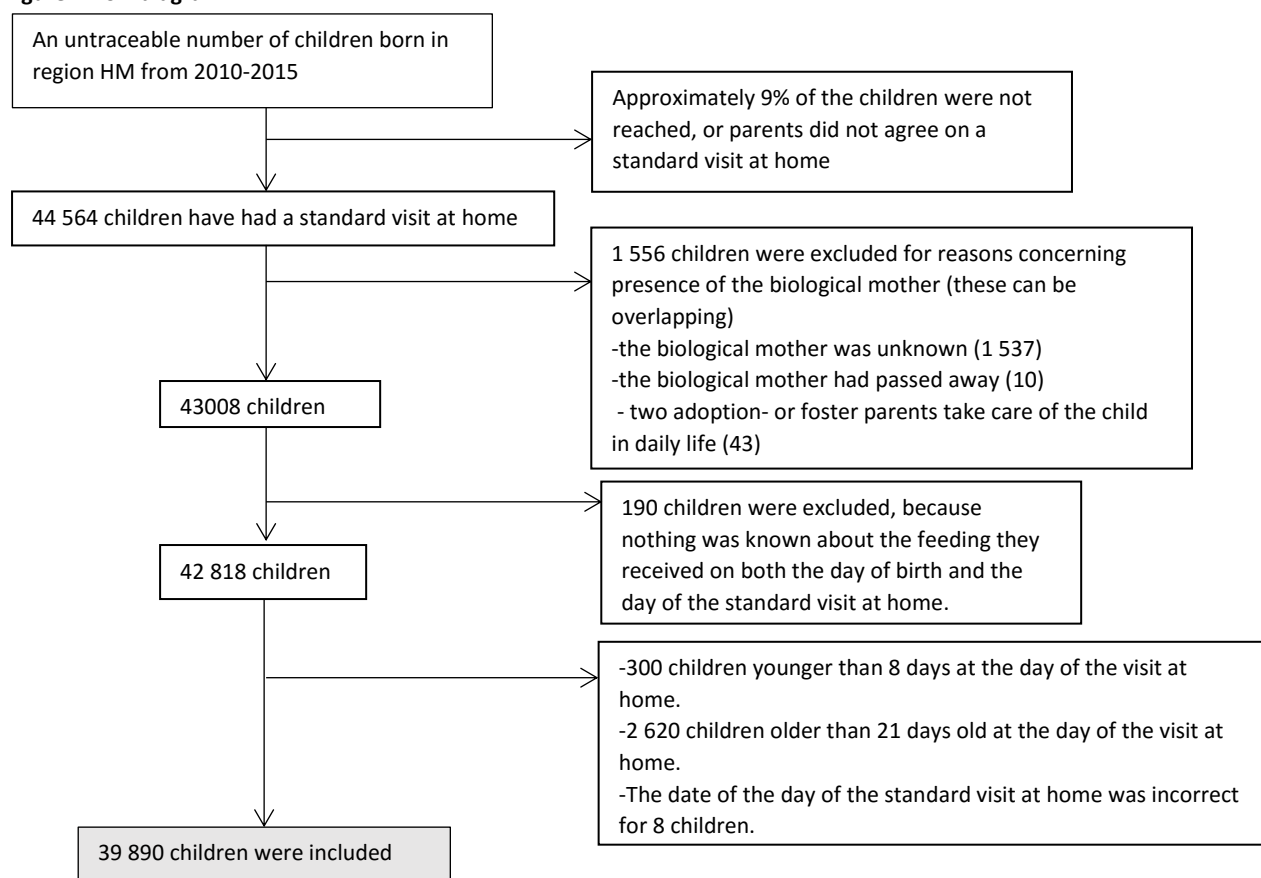 An untraceable number of children born in
region HM from 2010-2015
Approximately 9% of the children were not
reached, or parents did not agree on a
standard visit at home
44 564 children have had a standard visit at home
1 556 children were excluded for reasons concerning
presence of the biological mother (these can be
overlapping)
-the biological mother was unknown (1 537)
-the biological mother had passed away (10)
- two adoption- or foster parents take care of the child
in daily life (43)
43008 children
190 children were excluded, because
nothing was known about the feeding they
received on both the day of birth and the
day of the standard visit at home.
42 818 children
-300 children younger than 8 days at the day of the visit at
home.
-2 620 children older than 21 days old at the day of the visit at
home.
-The date of the day of the standard visit at home was incorrect
for 8 children.
39 890 children were included